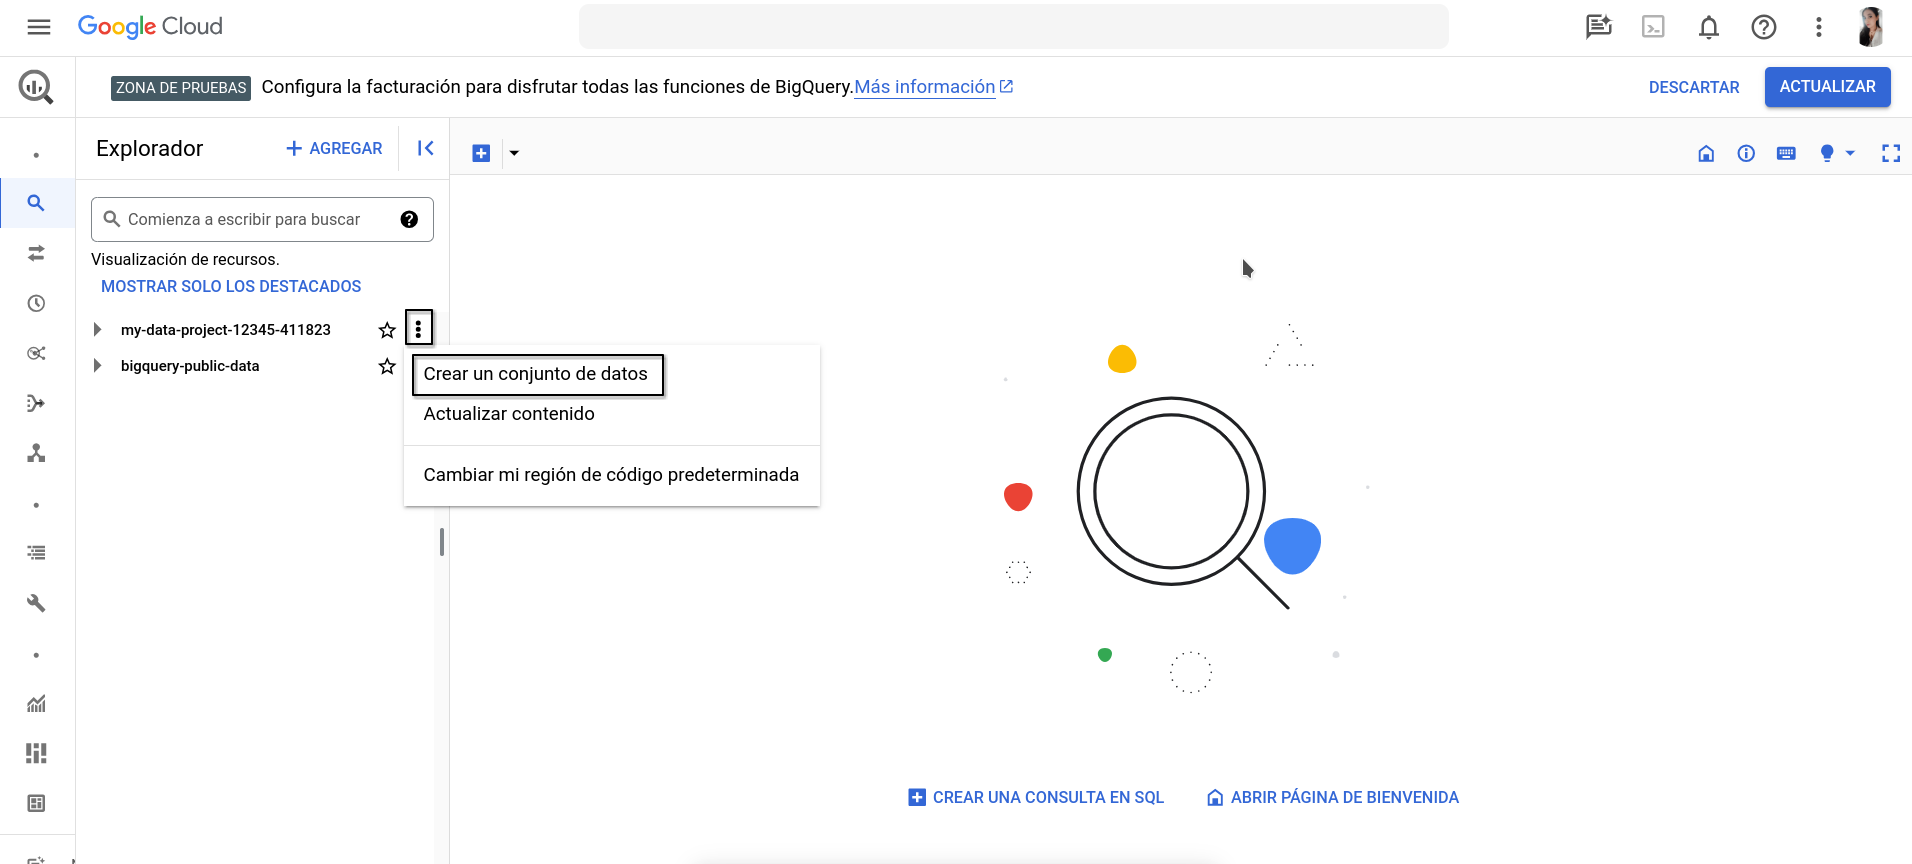 Google Cloud
ZONA DE PRUEBAS Configura la facturación para disfrutar todas las funciones de BigQuery. Más información
DESCARTAR
ACTUALIZAR
Explorador
AGREGAR
Comienza a escribir para buscar
Visualización de recursos.
MOSTRAR SOLO LOS DESTACADOS
my-data-project-12345-411823
bigquery-public-data
Crear un conjunto de datos
Actualizar contenido
Cambiar mi región de código predeterminada
CREAR UNA CONSULTA EN SQL
ABRIR PÁGINA DE BIENVENIDA